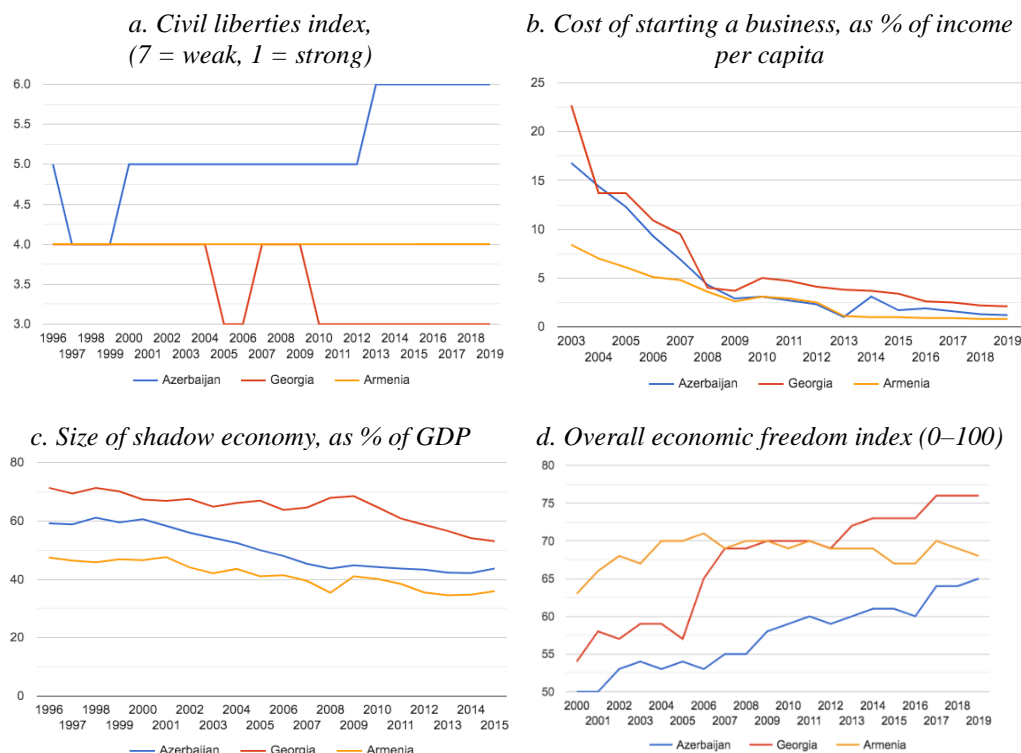 a. Civil liberties index,
(7 = weak, 1 = strong)
6.0
5.5
5.0
4.5
4.0
3.5
3.0
1996 1998 2000 2002 2004 2006 2008 2010 2012 2014 2016 2018
1997 1999 2001 2003 2005 2007 2009 2011 2013 2015 2017 2019
Azerbaijan Georgia Armenia
b. Cost of starting a business, as % of income
per capita
25
20
15
10
5
0
2003 2005 2007 2009 2011 2013 2015 2017 2019
2004 2006 2008 2010 2012 2014 2016 2018
Azerbaijan Georgia Armenia
c. Size of shadow economy, as % of GDP
80
60
40
20
0
1996 1998 2000 2002 2004 2006 2008 2010 2012 2014
1997 1999 2001 2003 2005 2007 2009 2011 2013 2015
Azerbaijan Georgia Armenia
d. Overall economic freedom index (0–100)
80
75
70
65
60
55
50
2000 2002 2004 2006 2008 2010 2012 2014 2016 2018
2001 2003 2005 2007 2009 2011 2013 2015 2017 2019
Azerbaijan Georgia Armenia